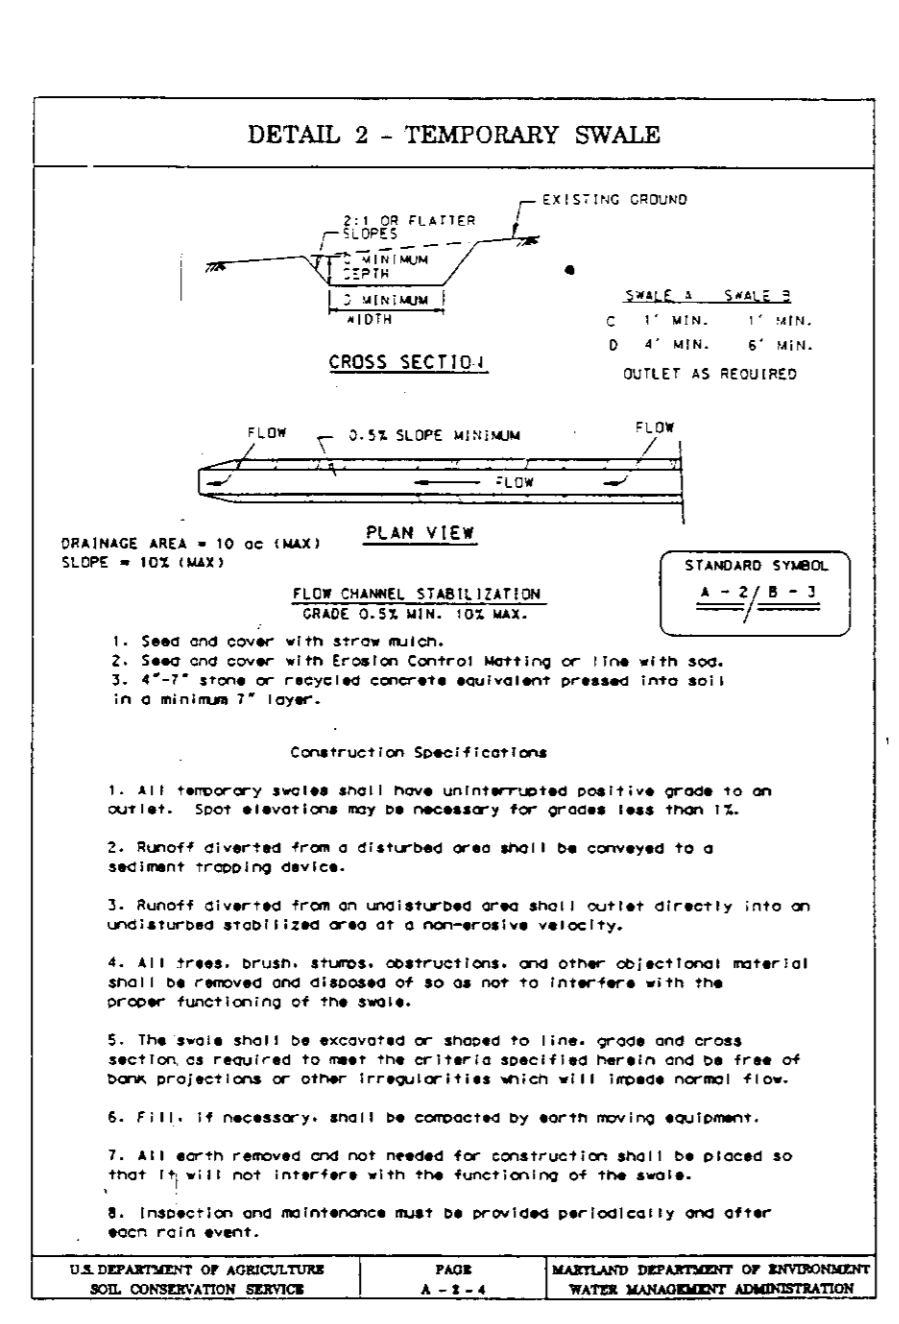 DETAIL 2 - TEMPORARY SWALE
EXISTING GROUND
2:1 OR FLATTER
SLOPES
C MINIMUM
DEPTH
D MINIMUM
WIDTH
CROSS SECTION
SWALE A SWALE B
C 1' MIN. 1' MIN.
D 4' MIN. 6' MIN.
OUTLET AS REQUIRED
FLOW
0.5% SLOPE MINIMUM
FLOW
FLOW
PLAN VIEW
DRAINAGE AREA = 10 ac (MAX)
SLOPE = 10% (MAX)
STANDARD SYMBOL
A - 2 / B - 3
FLOW CHANNEL STABILIZATION
GRADE 0.5% MIN. 10% MAX.
1. Seed and cover with straw mulch.
2. Seed and cover with Erosion Control Matting or line with sod.
3. 4"-7" stone or recycled concrete equivalent pressed into soil
in a minimum 7" layer.
Construction Specifications
1. All temporary swales shall have uninterrupted positive grade to an
outlet. Spot elevations may be necessary for grades less than 1%.
2. Runoff diverted from a disturbed area shall be conveyed to a
sediment trapping device.
3. Runoff diverted from an undisturbed area shall outlet directly into an
undisturbed stabilized area at a non-erosive velocity.
4. All trees, brush, stumps, obstructions, and other objectional material
shall be removed and disposed of so as not to interfere with the
proper functioning of the swale.
5. The swale shall be excavated or shaped to line, grade and cross
section as required to meet the criteria specified herein and be free of
bank projections or other irregularities which will impede normal flow.
6. Fill, if necessary, shall be compacted by earth moving equipment.
7. All earth removed and not needed for construction shall be placed so
that it will not interfere with the functioning of the swale.
8. Inspection and maintenance must be provided periodically and after
each rain event.
U.S. DEPARTMENT OF AGRICULTURE
SOIL CONSERVATION SERVICE
PAGE
A - 2 - 4
MARYLAND DEPARTMENT OF ENVIRONMENT
WATER MANAGEMENT ADMINISTRATION